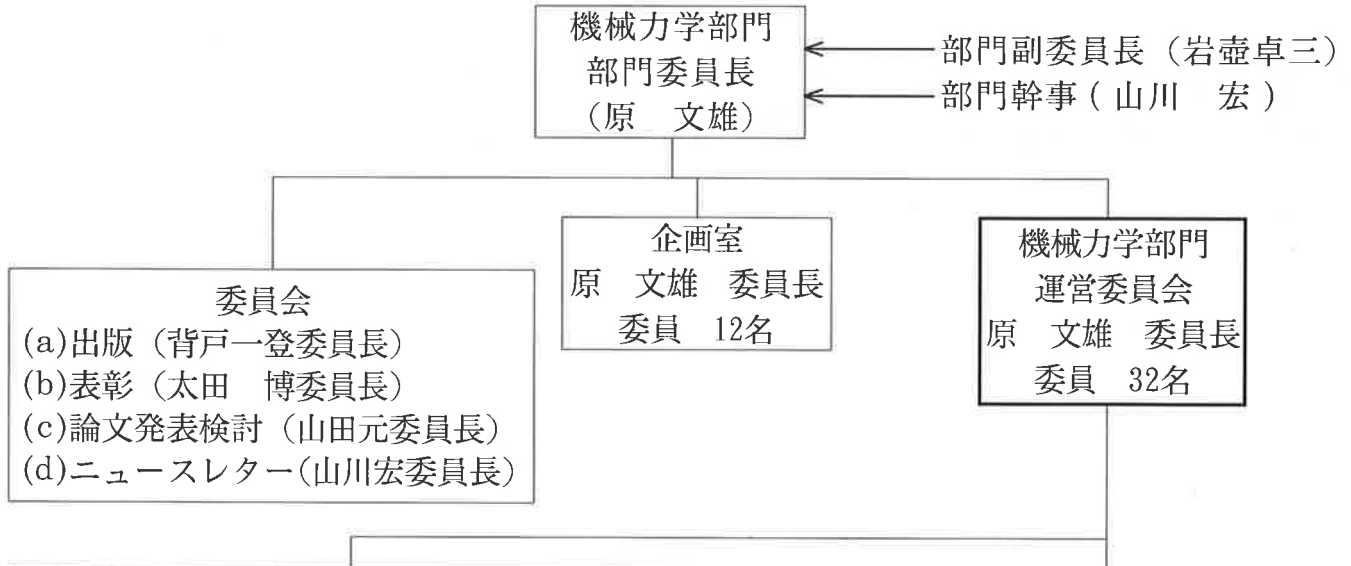 機械力学部門
部門委員長
(原　文雄)
部門副委員長 (岩壺卓三)
部門幹事 ( 山川　宏 )
委員会
(a)出版 (背戸一登委員長)
(b)表彰 (太田　博委員長)
(c)論文発表検討 (山田元委員長)
(d)ニュースレター(山川宏委員長)
企画室
原　文雄　委員長
委員　12名
機械力学部門
運営委員会
原　文雄　委員長
委員　32名